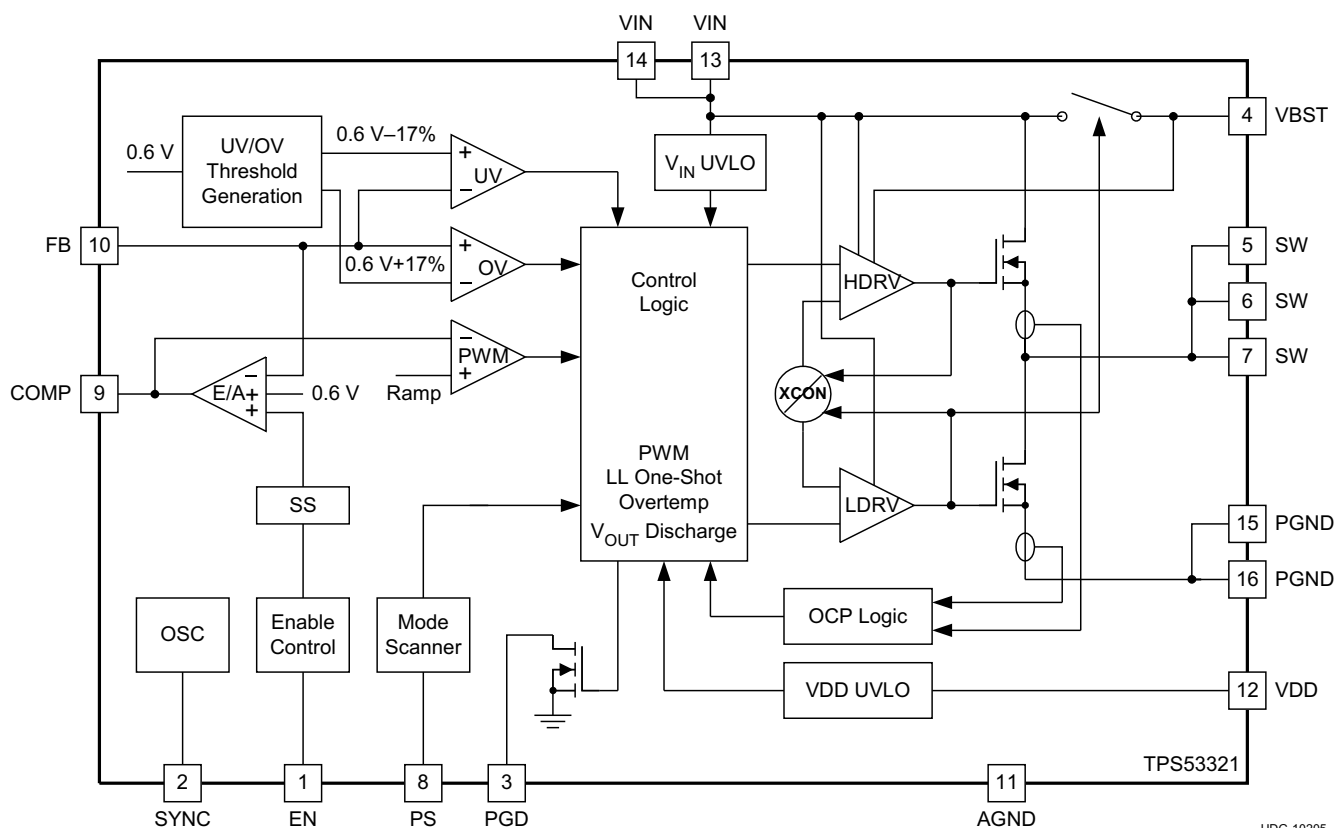 VIN
VIN
14
13
4
VBST
0.6 V
UV/OV
Threshold
Generation
0.6 V–17%
+
–
UV
VIN UVLO
FB
10
0.6 V+17%
+
–
OV
Control
Logic
HDRV
5
SW
6
SW
7
SW
COMP
9
E/A
–
+
+
0.6 V
–
+
PWM
Ramp
XCON
PWM
LL One-Shot
Overtemp
VOUT Discharge
LDRV
SS
15
PGND
16
PGND
OSC
Enable
Control
Mode
Scanner
OCP Logic
VDD UVLO
12
VDD
TPS53321
2
1
8
3
11
SYNC
EN
PS
PGD
AGND